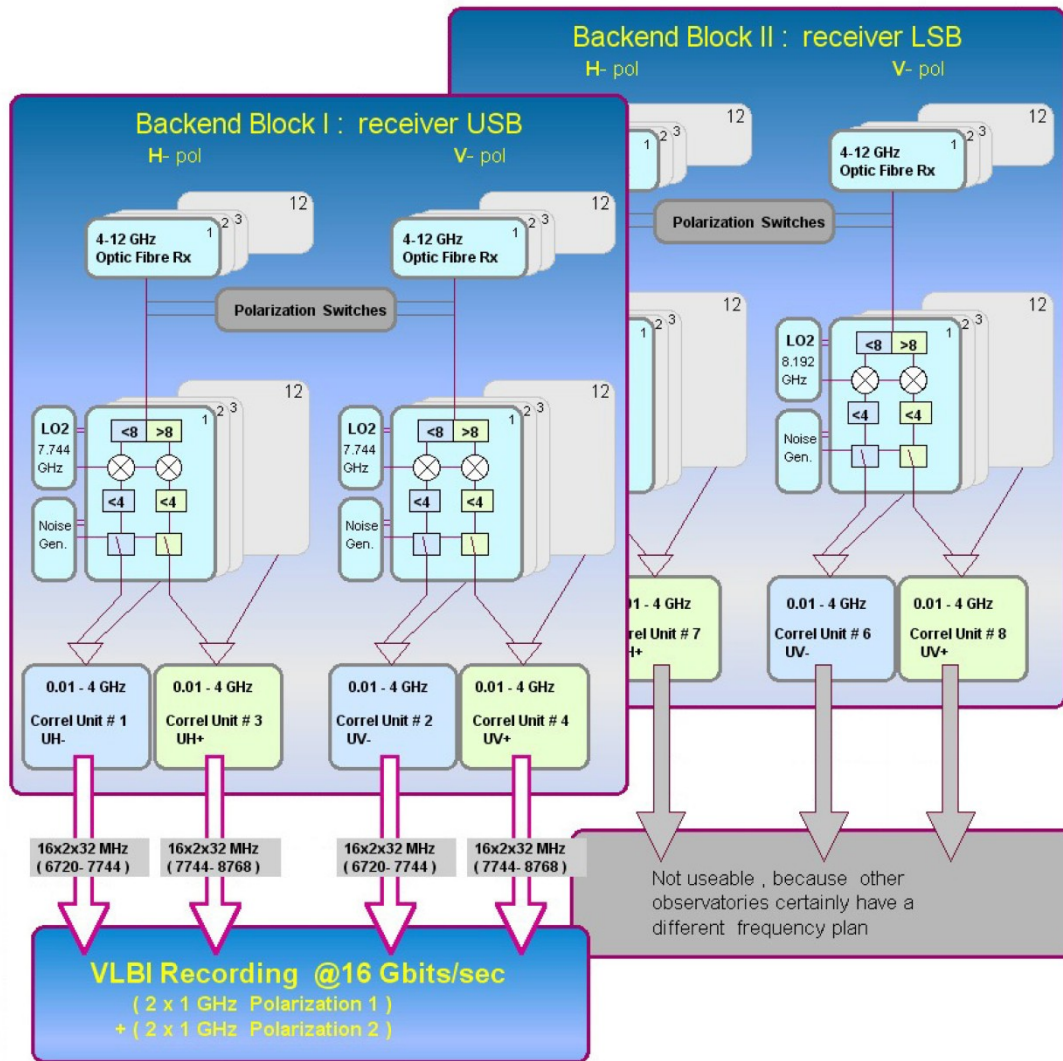 Backend Block II : receiver LSB
H- pol
V- pol
12
3
12
3
2
1
4-12 GHz
Optic Fibre Rx
Polarization Switches
12
3
2
12
3
2
1
LO2
8.192
GHz
<8
>8
<4
<4
Noise
Gen.
0.01 - 4 GHz
Correl Unit # 7
UH+
0.01 - 4 GHz
Correl Unit # 6
UV-
0.01 - 4 GHz
Correl Unit # 8
UV+
Not useable , because other
observatories certainly have a
different frequency plan
Backend Block I : receiver USB
H- pol
V- pol
12
3
2
1
4-12 GHz
Optic Fibre Rx
12
3
2
1
4-12 GHz
Optic Fibre Rx
Polarization Switches
12
3
2
1
LO2
7.744
GHz
<8
>8
<4
<4
Noise
Gen.
12
3
2
1
LO2
7.744
GHz
<8
>8
<4
<4
Noise
Gen.
0.01 - 4 GHz
Correl Unit # 1
UH-
0.01 - 4 GHz
Correl Unit # 3
UH+
0.01 - 4 GHz
Correl Unit # 2
UV-
0.01 - 4 GHz
Correl Unit # 4
UV+
16x2x32 MHz
( 6720- 7744 )
16x2x32 MHz
( 7744- 8768 )
16x2x32 MHz
( 6720- 7744 )
16x2x32 MHz
( 7744- 8768 )
VLBI Recording @16 Gbits/sec
( 2 x 1 GHz Polarization 1 )
+ ( 2 x 1 GHz Polarization 2 )